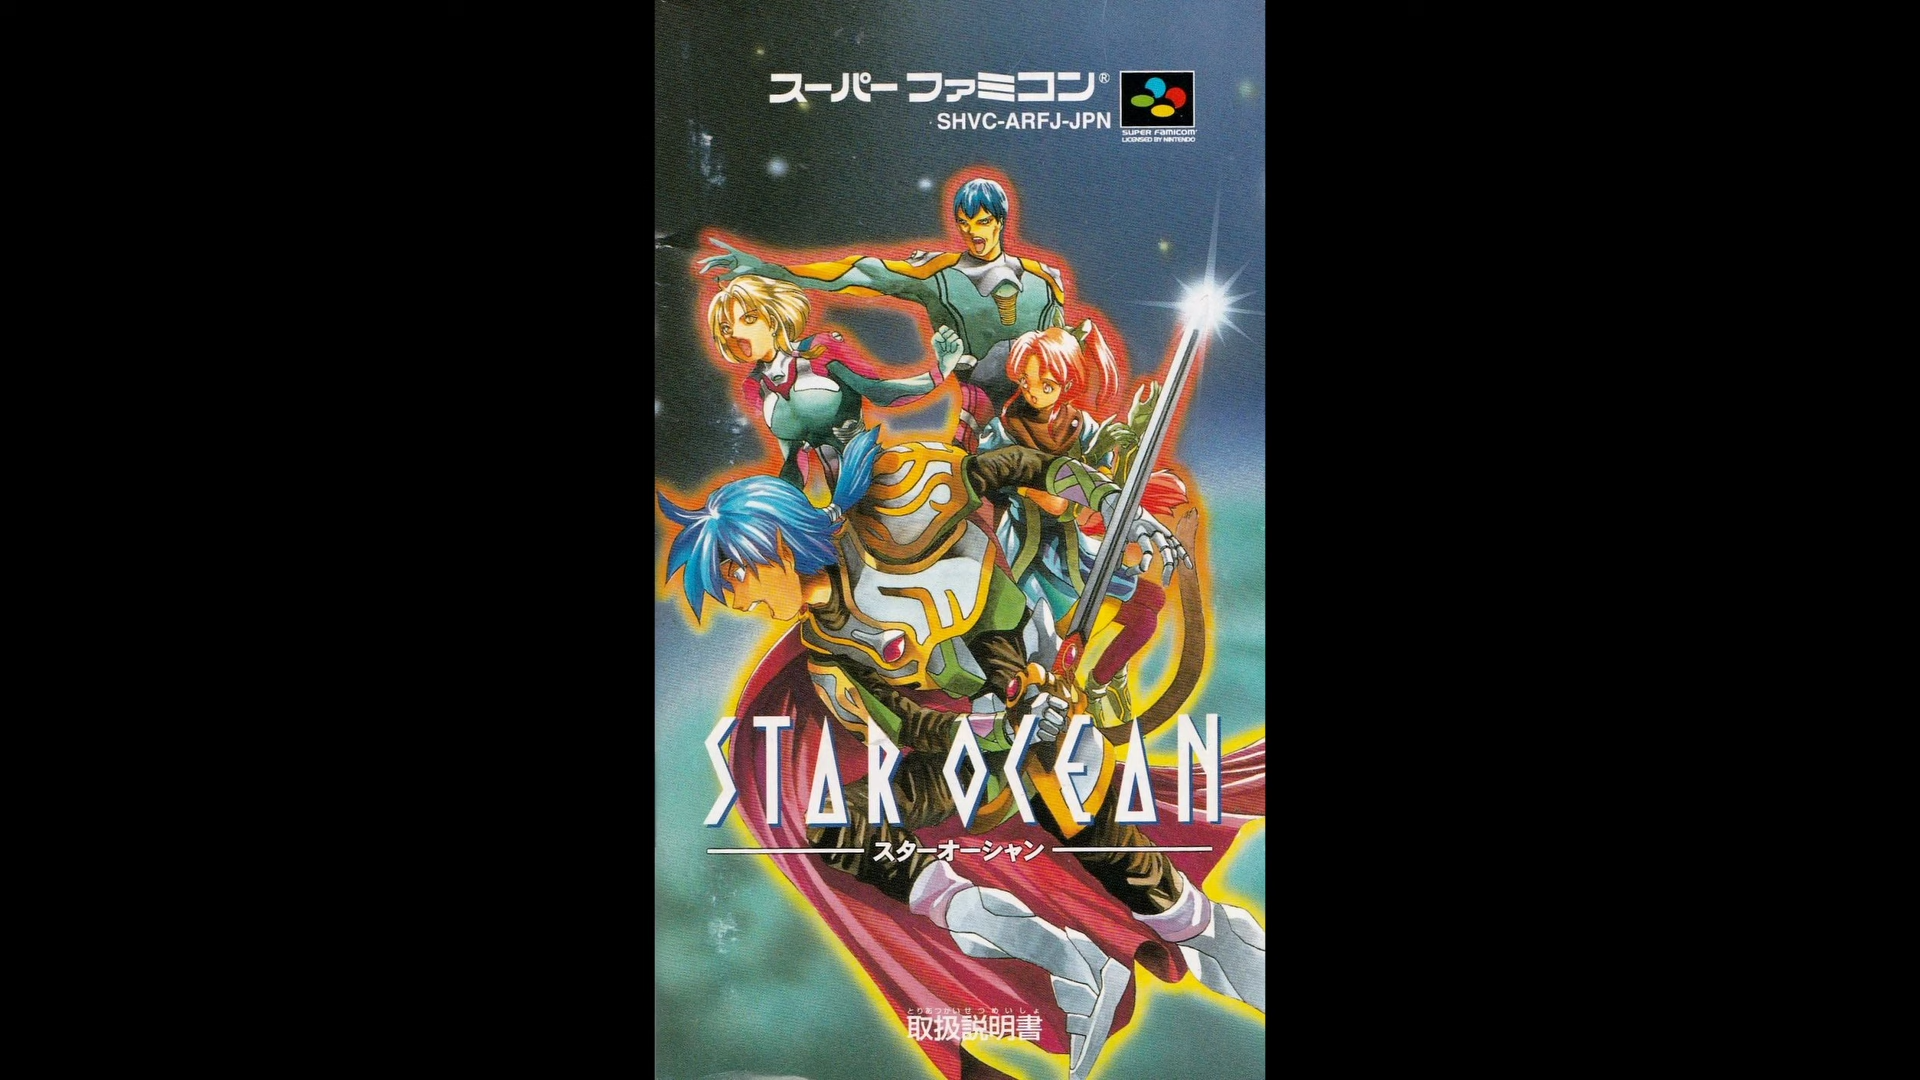 スーパーファミコン®
SHVC-ARFJ-JPN
SUPER FAMICOM
LICENSED BY NINTENDO
STAR OCEAN
スターオーシャン
とりあつかいせつめいしょ
取扱説明書